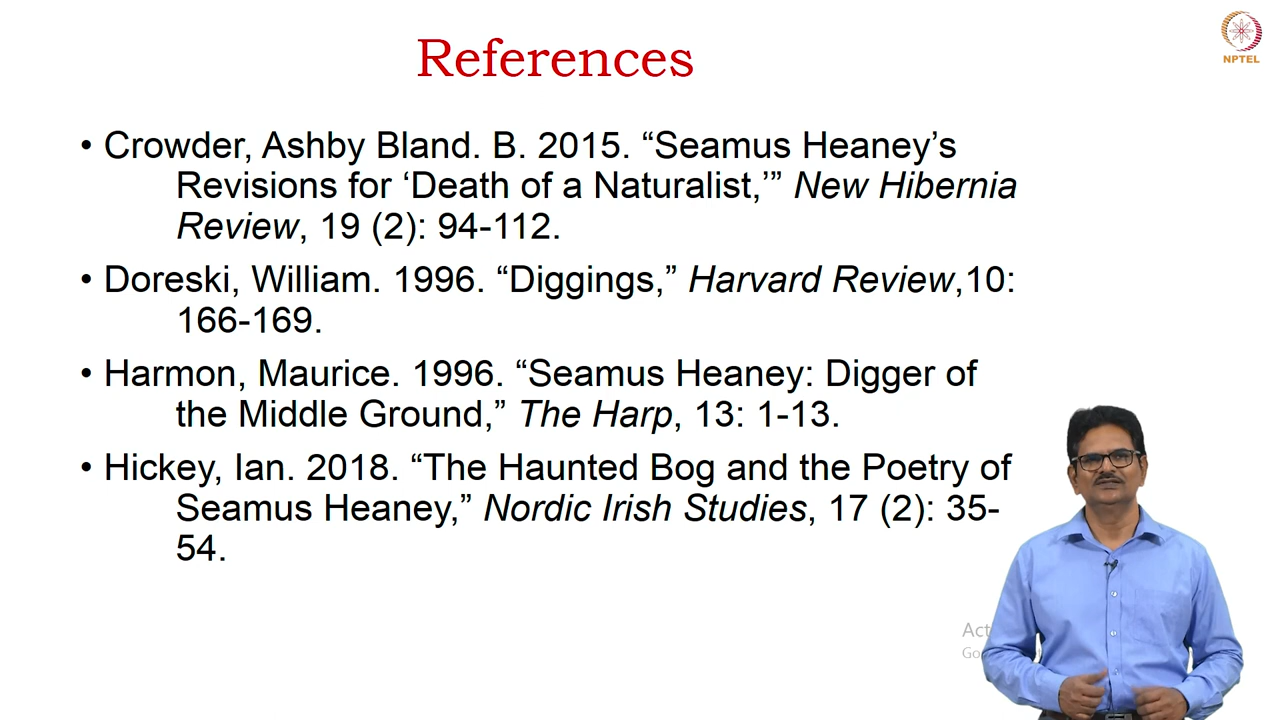 References
NPTEL
• Crowder, Ashby Bland. B. 2015. “Seamus Heaney’s
Revisions for ‘Death of a Naturalist,’” New Hibernia
Review, 19 (2): 94-112.
• Doreski, William. 1996. “Diggings,” Harvard Review,10:
166-169.
• Harmon, Maurice. 1996. “Seamus Heaney: Digger of
the Middle Ground,” The Harp, 13: 1-13.
• Hickey, Ian. 2018. “The Haunted Bog and the Poetry of
Seamus Heaney,” Nordic Irish Studies, 17 (2): 35-
54.
Act
Go